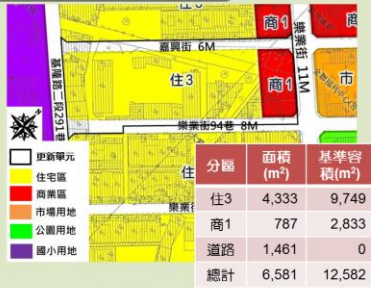 住3
商1
商
嘉興街 6M
樂業街 11M
住3
商1
市
基隆路二段291巷
樂業街94巷 8M
住
樂業街
更新單元
住宅區
商業區
市場用地
公園用地
國小用地
分區 面積(m²) 基準容積(m²)
住3 4,333 9,749
商1 787 2,833
道路 1,461 0
總計 6,581 12,582